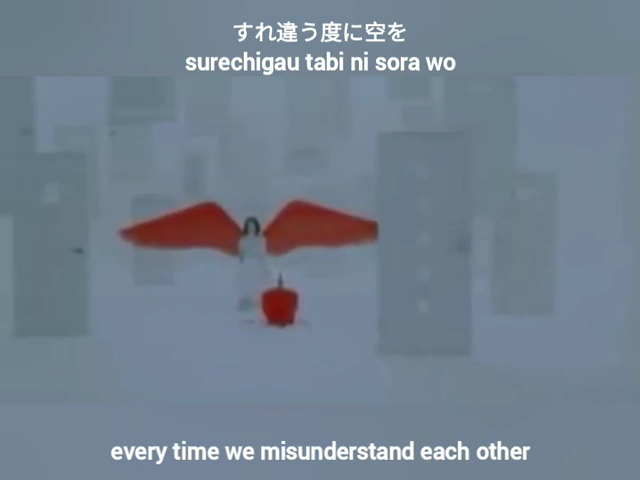 すれ違う度に空を
surechigau tabi ni sora wo
every time we misunderstand each other